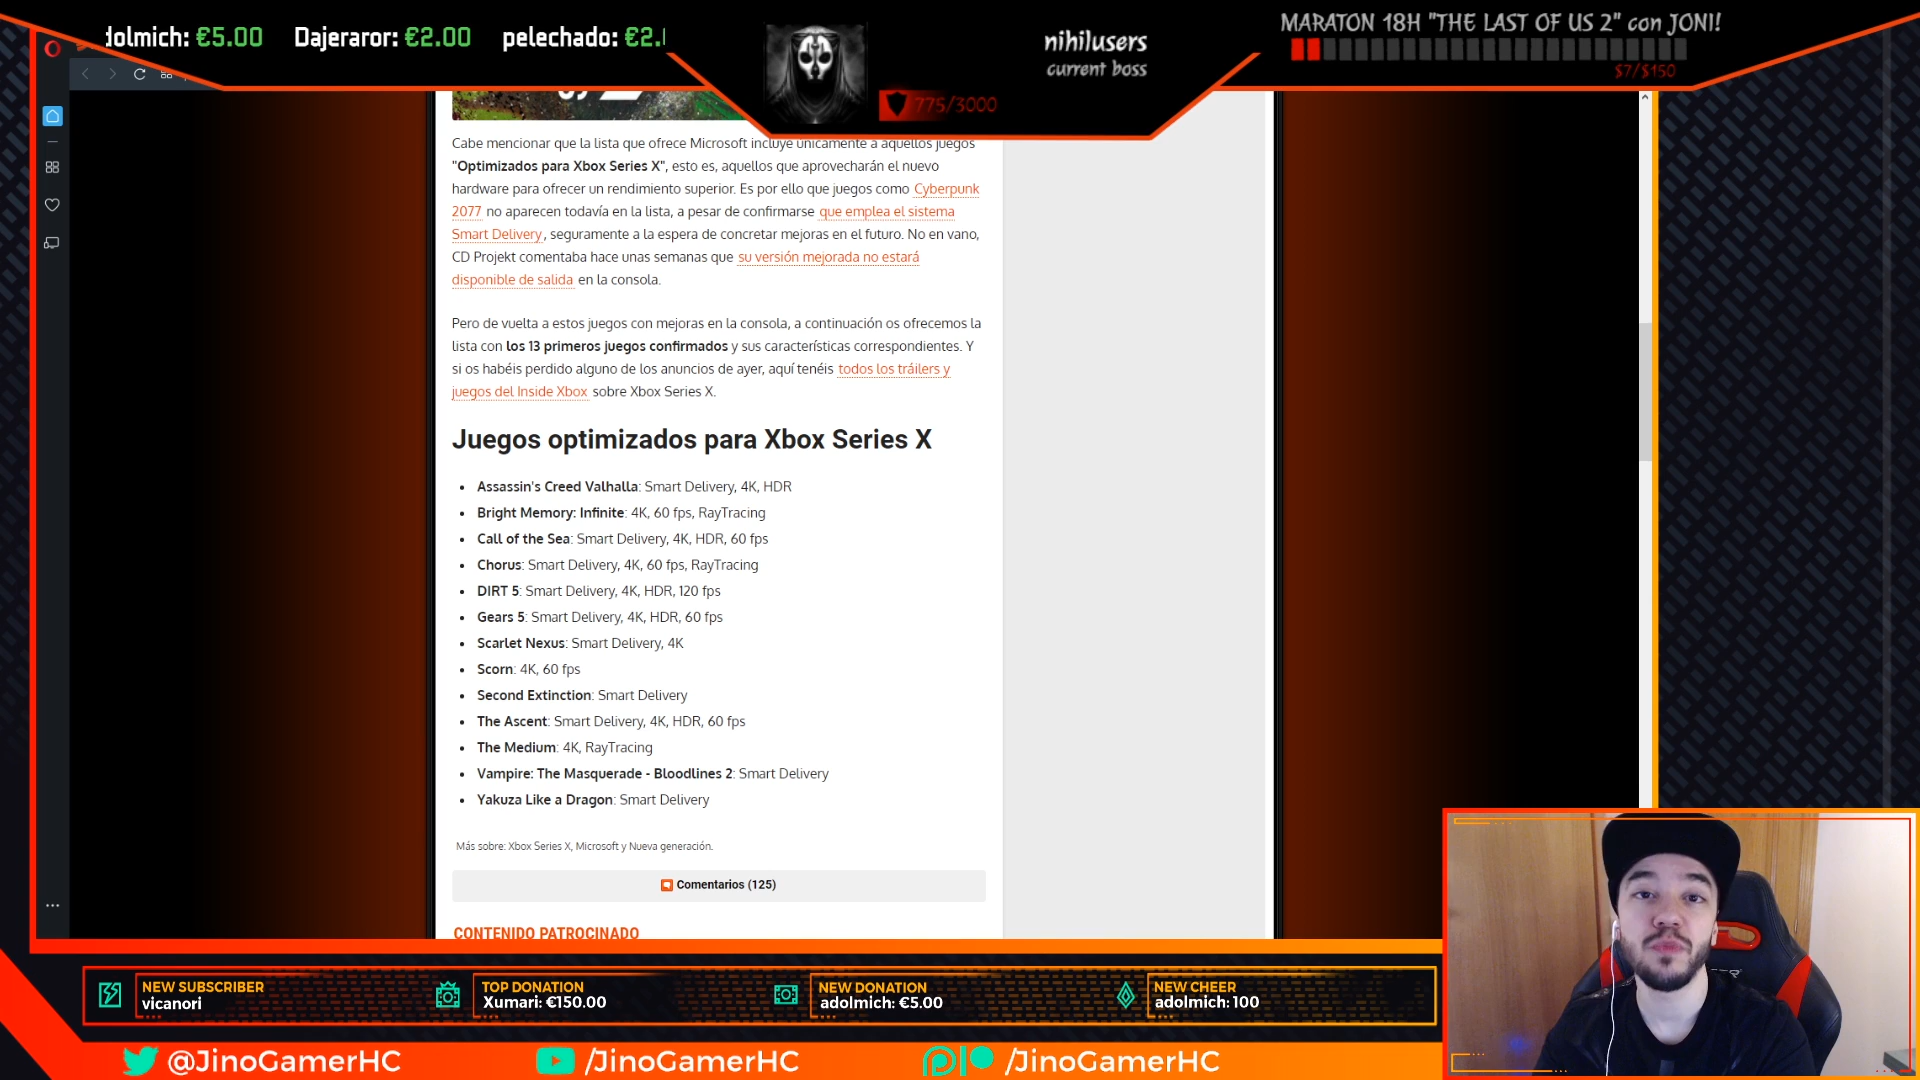 dolmich: €5.00 Dajeraror: €2.00 pelechado: €2.
nihilusers
current boss
775/3000
MARATON 18H "THE LAST OF US 2" con JONI!
$7/$150
Cabe mencionar que la lista que ofrece Microsoft incluye únicamente a aquellos juegos
"Optimizados para Xbox Series X", esto es, aquellos que aprovecharán el nuevo
hardware para ofrecer un rendimiento superior. Es por ello que juegos como Cyberpunk
2077 no aparecen todavía en la lista, a pesar de confirmarse que emplea el sistema
Smart Delivery, seguramente a la espera de concretar mejoras en el futuro. No en vano,
CD Projekt comentaba hace unas semanas que su versión mejorada no estará
disponible de salida en la consola.
Pero de vuelta a estos juegos con mejoras en la consola, a continuación os ofrecemos la
lista con los 13 primeros juegos confirmados y sus características correspondientes. Y
si os habéis perdido alguno de los anuncios de ayer, aquí tenéis todos los tráilers y
juegos del Inside Xbox sobre Xbox Series X.
Juegos optimizados para Xbox Series X
• Assassin's Creed Valhalla: Smart Delivery, 4K, HDR
• Bright Memory: Infinite: 4K, 60 fps, RayTracing
• Call of the Sea: Smart Delivery, 4K, HDR, 60 fps
• Chorus: Smart Delivery, 4K, 60 fps, RayTracing
• DIRT 5: Smart Delivery, 4K, HDR, 120 fps
• Gears 5: Smart Delivery, 4K, HDR, 60 fps
• Scarlet Nexus: Smart Delivery, 4K
• Scorn: 4K, 60 fps
• Second Extinction: Smart Delivery
• The Ascent: Smart Delivery, 4K, HDR, 60 fps
• The Medium: 4K, RayTracing
• Vampire: The Masquerade - Bloodlines 2: Smart Delivery
• Yakuza Like a Dragon: Smart Delivery
Más sobre: Xbox Series X, Microsoft y Nueva generación.
Comentarios (125)
CONTENIDO PATROCINADO
NEW SUBSCRIBER
vicanori
TOP DONATION
Xumari: €150.00
NEW DONATION
adolmich: €5.00
NEW CHEER
adolmich: 100
@JinoGamerHC
/JinoGamerHC
/JinoGamerHC